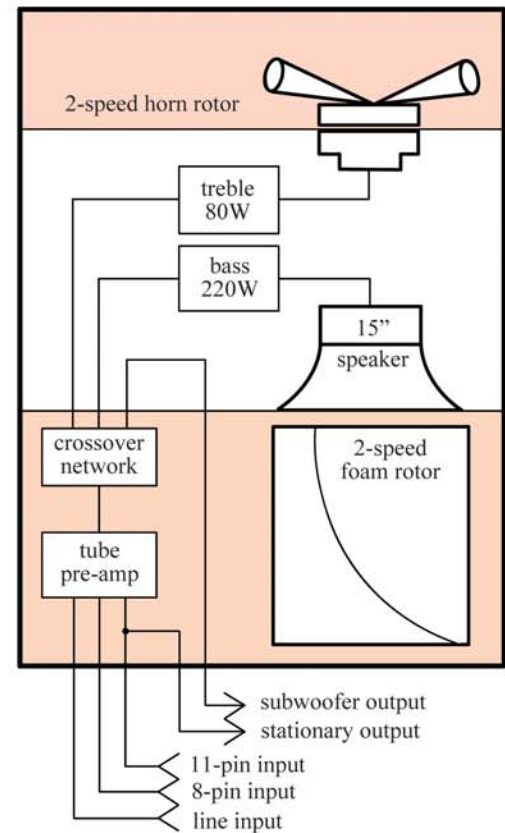 2-speed horn rotor
treble
80W
bass
220W
15”
speaker
crossover
network
2-speed
foam rotor
tube
pre-amp
subwoofer output
stationary output
11-pin input
8-pin input
line input